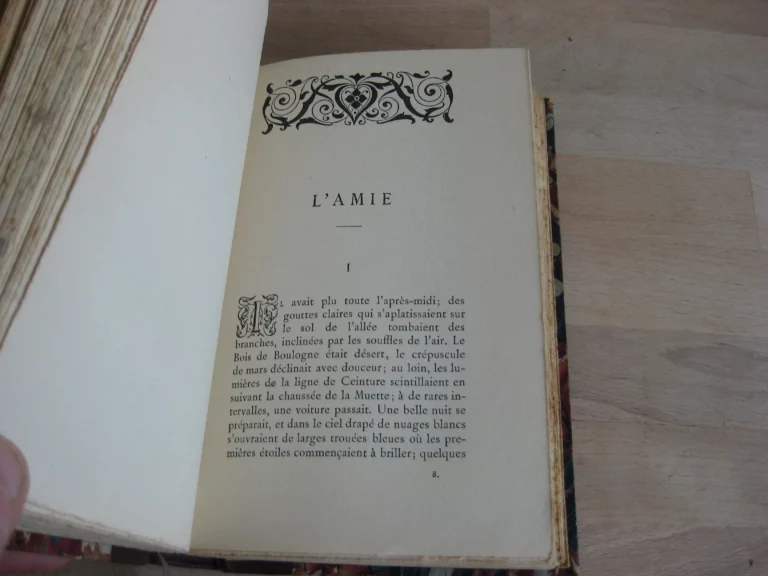 L'AMIE
I
IL avait plu toute l'après-midi; des
gouttes claires qui s'aplatissaient sur
le sol de l'allée tombaient des
branches, inclinées par les souffles de l'air. Le
Bois de Boulogne était désert, le crépuscule
de mars déclinait avec douceur; au loin, les lu-
mières de la ligne de Ceinture scintillaient en
suivant la chaussée de la Muette; à de rares in-
tervalles, une voiture passait. Une belle nuit se
préparait, et dans le ciel drapé de nuages blancs
s'ouvraient de larges trouées bleues où les pre-
mières étoiles commençaient à briller; quelques
8.